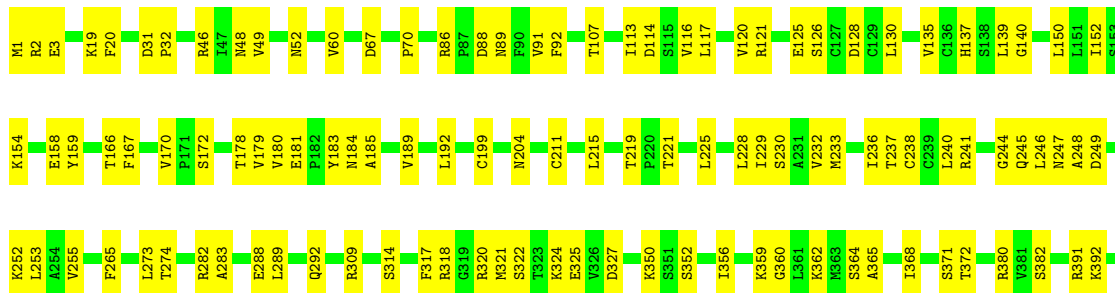 M1 R2 E3 K19 F20 D31 P32 R46 I47 N48 V49 N52 V60 D67 P70 R86 P87 D88 N89 F90 V91 F92 T107 I113 D114 S115 V116 L117 V120 R121 E125 S126 C127 D128 C129 L130 V135 C136 H137 S138 L139 G140 L150 L151 I152 S153
K154 E158 Y159 T166 F167 V170 P171 S172 T178 V179 V180 E181 P182 Y183 N184 A185 V189 L192 C199 N204 C211 L215 T219 P220 T221 L225 L228 I229 S230 A231 V232 M233 I236 T237 C238 C239 L240 R241 G244 Q245 L246 N247 A248 D249
K252 L253 A254 V255 F265 L273 T274 R282 A283 E288 L289 Q292 R309 S314 F317 R318 G319 R320 M321 S322 T323 K324 E325 V326 D327 K350 S351 S352 I356 K359 G360 L361 K362 M363 S364 A365 I368 S371 T372 R380 V381 S382 R391 K392